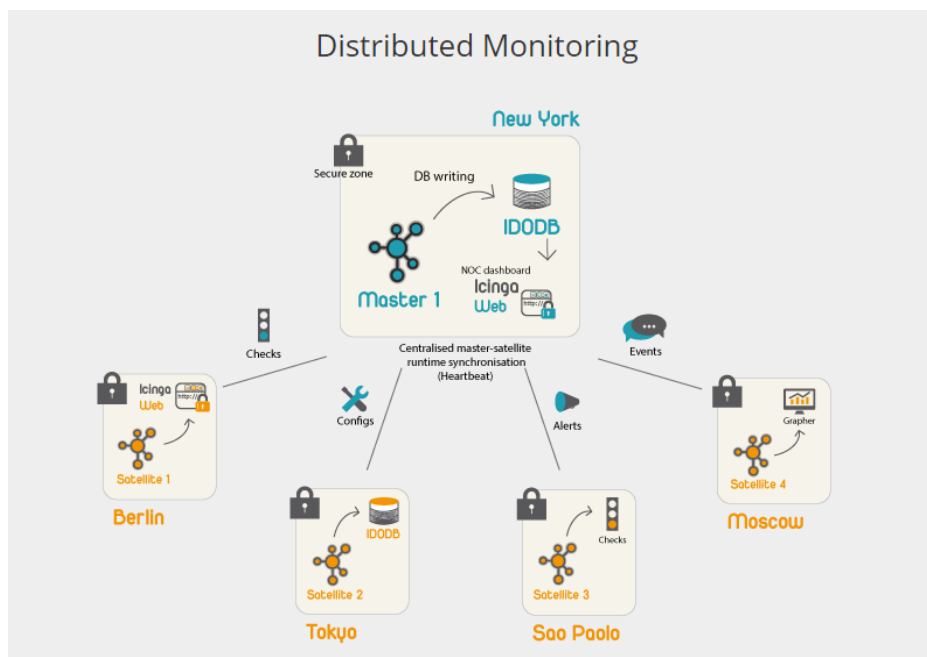 Distributed Monitoring
New York
Secure zone
DB writing
IDODB
NOC dashboard
Icinga
Web
http://
Master 1
Checks
Centralised master-satellite
runtime synchronisation
(Heartbeat)
Events
Icinga
Web
http://
Satellite 1
Berlin
Configs
IDODB
Satellite 2
Tokyo
Alerts
Checks
Satellite 3
Sao Paolo
Grapher
Satellite 4
Moscow